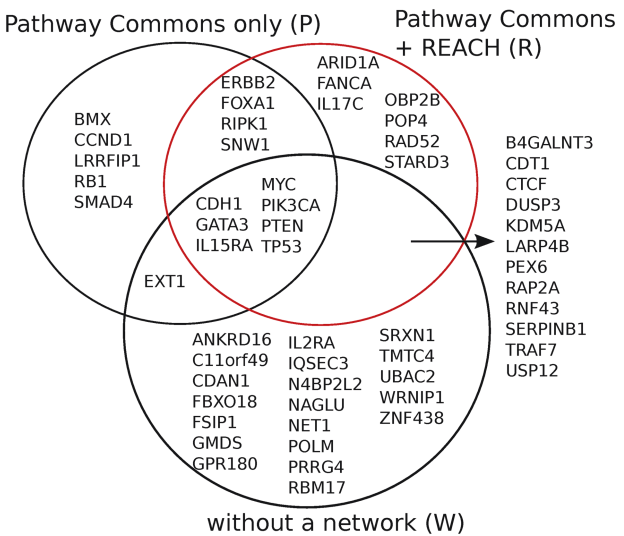 Pathway Commons only (P)
Pathway Commons
+ REACH (R)
BMX
CCND1
LRRFIP1
RB1
SMAD4
ERBB2
FOXA1
RIPK1
SNW1
ARID1A
FANCA
IL17C
OBP2B
POP4
RAD52
STARD3
CDH1
GATA3
IL15RA
MYC
PIK3CA
PTEN
TP53
EXT1
B4GALNT3
CDT1
CTCF
DUSP3
KDM5A
LARP4B
PEX6
RAP2A
RNF43
SERPINB1
TRAF7
USP12
ANKRD16
C11orf49
CDAN1
FBXO18
FSIP1
GMDS
GPR180
IL2RA
IQSEC3
N4BP2L2
NAGLU
NET1
POLM
PRRG4
RBM17
SRXN1
TMTC4
UBAC2
WRNIP1
ZNF438
without a network (W)